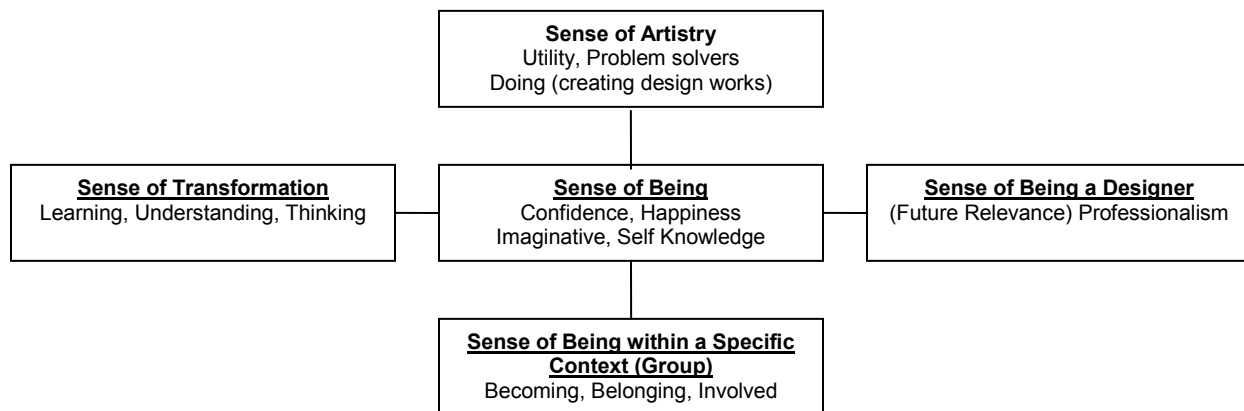 Sense of Artistry
Utility, Problem solvers
Doing (creating design works)
Sense of Transformation
Learning, Understanding, Thinking
Sense of Being
Confidence, Happiness
Imaginative, Self Knowledge
Sense of Being a Designer
(Future Relevance) Professionalism
Sense of Being within a Specific
Context (Group)
Becoming, Belonging, Involved